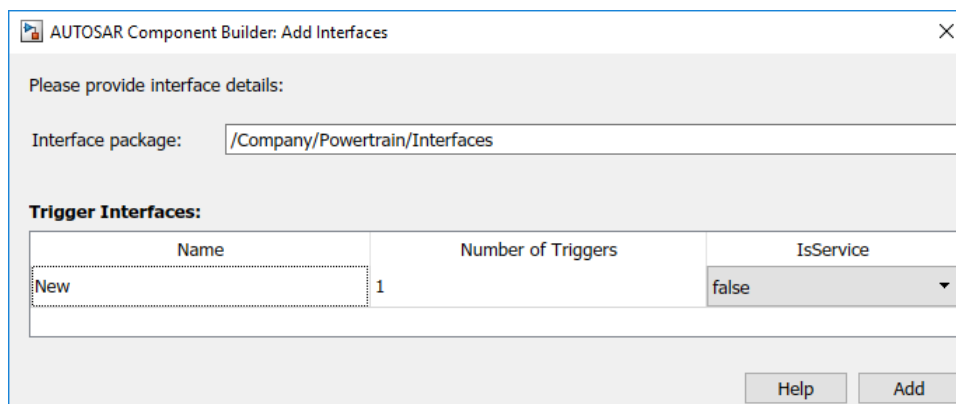 AUTOSAR Component Builder: Add Interfaces
Please provide interface details:
Interface package: /Company/Powertrain/Interfaces
Trigger Interfaces:
Name Number of Triggers IsService
New 1 false
Help Add